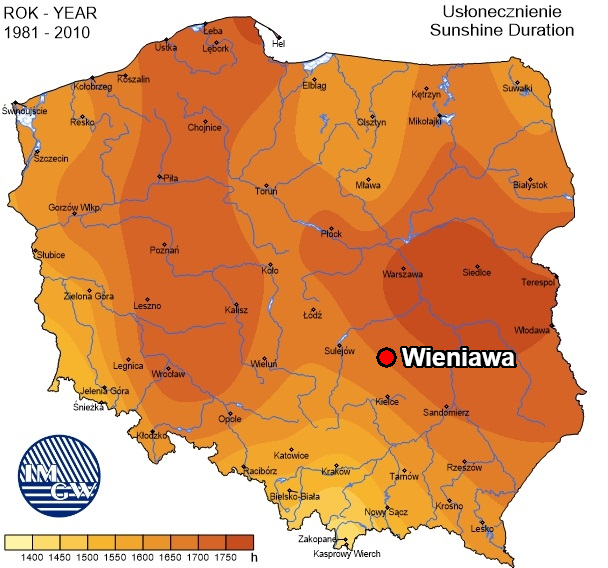 ROK - YEAR
1981 - 2010
Usłonecznienie
Sunshine Duration
Łeba
Ustka
Lębork
Hel
Koszalin
Kołobrzeg
Elbląg
Kętrzyn
Suwałki
Świnoujście
Resko
Chojnice
Olsztyn
Mikołajki
Szczecin
Piła
Toruń
Mława
Białystok
Gorzów Wlkp.
Płock
Słubice
Poznań
Koło
Warszawa
Siedlce
Terespol
Zielona Góra
Leszno
Kalisz
Łódż
Włodawa
Legnica
Wrocław
Wieluń
Sulejów
Wieniawa
Jelenia Góra
Śnieżka
Kielce
Sandomierz
Opole
Kłodzko
Katowice
Racibórz
Kraków
Tarnów
Rzeszów
Bielsko-Biała
Nowy Sącz
Krosno
Lesko
Zakopane
Kasprowy Wierch
IM
GW
1400 1450 1500 1600 1650 1700 1750 h